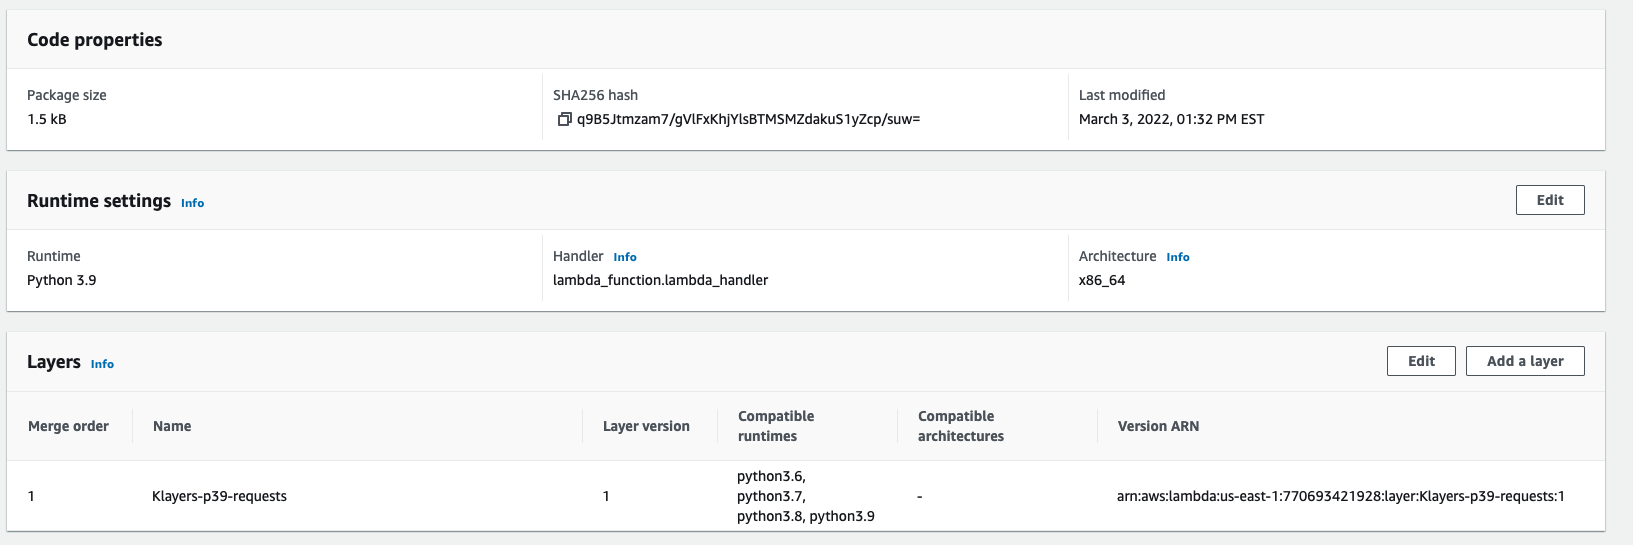 Code properties
Package size
SHA256 hash
Last modified
1.5 kB
q9B5Jtmzam7/gVlFxKhjYlsBTMSMZdakuS1yZcp/suw=
March 3, 2022, 01:32 PM EST
Runtime settings Info
Edit
Runtime
Handler Info
Architecture Info
Python 3.9
lambda_function.lambda_handler
x86_64
Layers Info
Edit
Add a layer
Merge order
Name
Layer version
Compatible
runtimes
Compatible
architectures
Version ARN
1
Klayers-p39-requests
1
python3.6,
python3.7,
python3.8, python3.9
-
arn:aws:lambda:us-east-1:770693421928:layer:Klayers-p39-requests:1